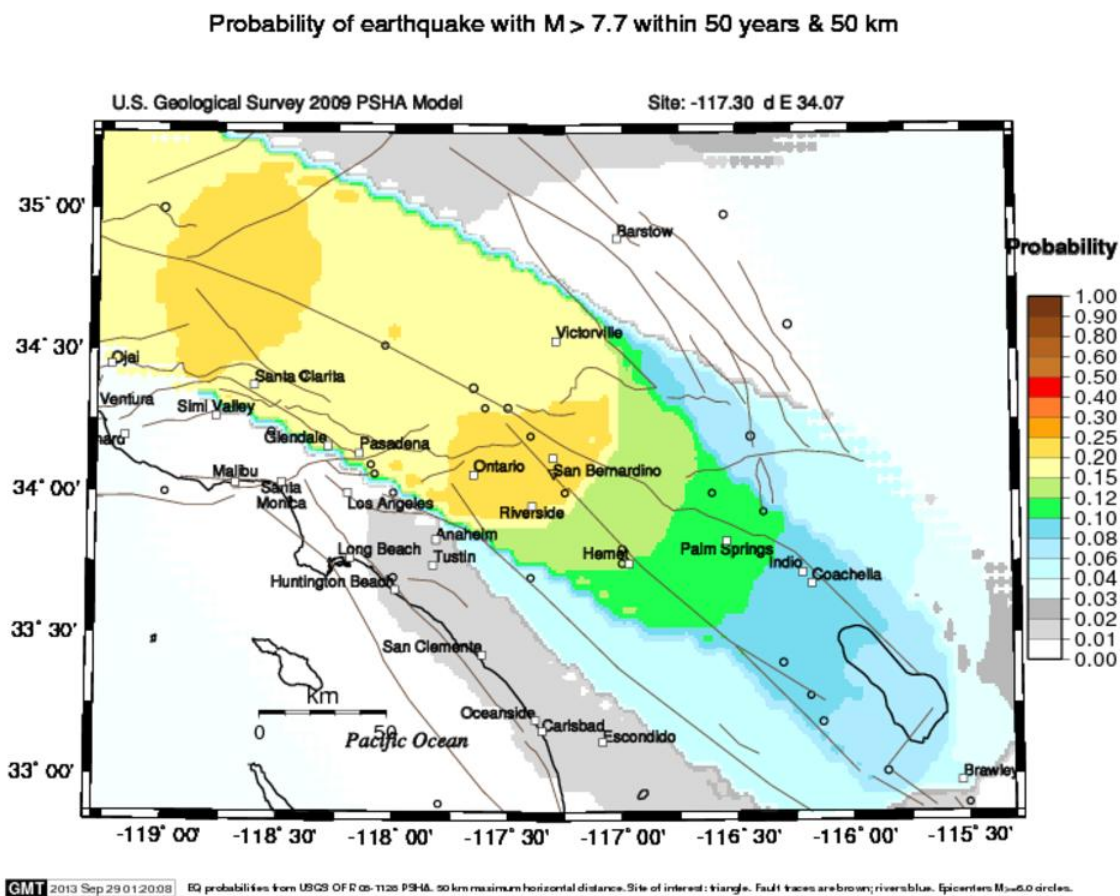 Probability of earthquake with M > 7.7 within 50 years & 50 km
U.S. Geological Survey 2009 PSHA Model
Site: -117.30 d E 34.07
35° 00'
34° 30'
34° 00'
33° 30'
33° 00'
-119° 00'
-118° 30'
-118° 00'
-117° 30'
-117° 00'
-116° 30'
-116° 00'
-115° 30'
Barstow
Victorville
Ojai
Santa Clarita
Ventura
Simi Valley
Glendale
Pasadena
Ontario
San Bernardino
Malibu
Santa
Monica
Los Angeles
Riverside
Anaheim
Long Beach
Tustin
Hemet
Palm Springs
Indio
Coachella
Huntington Beach
San Clemente
km
0
50
Pacific Ocean
Oceanside
Carlsbad
Escondido
Brawley
Probability
1.00
0.90
0.80
0.60
0.50
0.40
0.30
0.25
0.20
0.15
0.12
0.10
0.08
0.06
0.04
0.03
0.02
0.01
0.00
GMT 2013 Sep 29 01:20:08
EQ probabilities from USGS OFR 08-1128 PSHA. 50 km maximum horizontal distance. Site of interest: triangle. Fault traces are brown; rivers blue. Epicenters M>=6.0 circles.